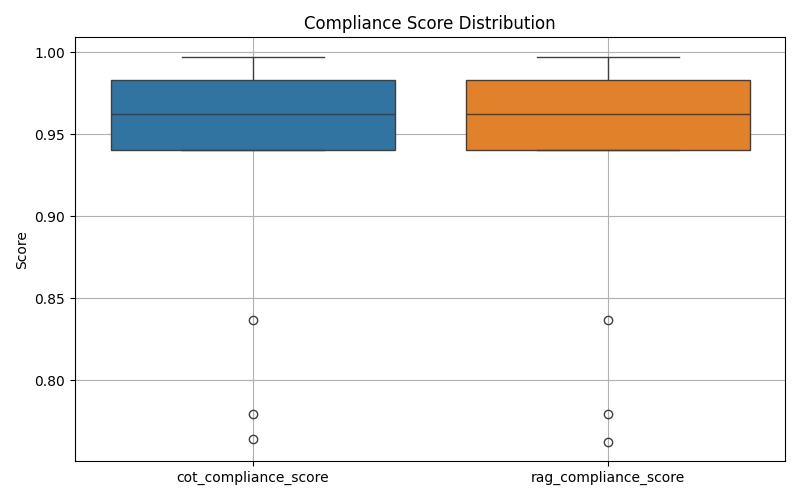 Compliance Score Distribution
1.00
0.95
0.90
0.85
0.80
Score
cot_compliance_score
rag_compliance_score